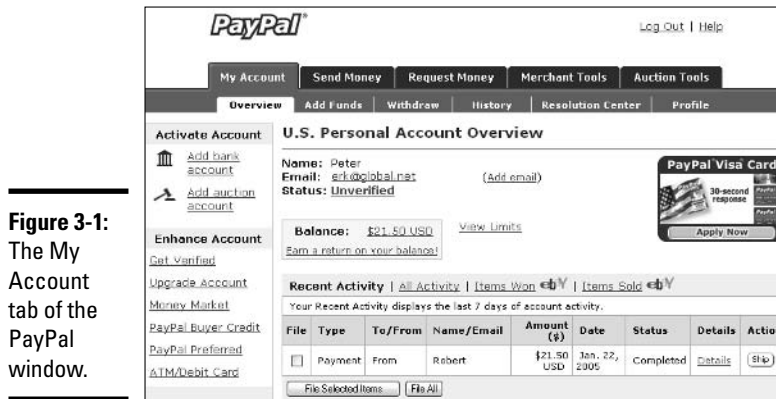 Figure 3-1:
The My
Account
tab of the
PayPal
window.
PayPal®
Log Out | Help
My Account Send Money Request Money Merchant Tools Auction Tools
Overview Add Funds Withdraw History Resolution Center Profile
Activate Account
Add bank
account
Add auction
account
Enhance Account
Get Verified
Upgrade Account
Money Market
PayPal Buyer Credit
PayPal Preferred
ATM/Debit Card
U.S. Personal Account Overview
Name: Peter
Email: erk@global.net (Add email)
Status: Unverified
PayPal Visa Card
30-second
response
Apply Now
Balance: $21.50 USD View Limits
Earn a return on your balance!
Recent Activity | All Activity | Items Won ebY | Items Sold ebY
Your Recent Activity displays the last 7 days of account activity.
File Type To/From Name/Email Amount ($) Date Status Details Actio
Payment From Robert $21.50 USD Jan. 22, 2005 Completed Details Ship
File Selected Items File All